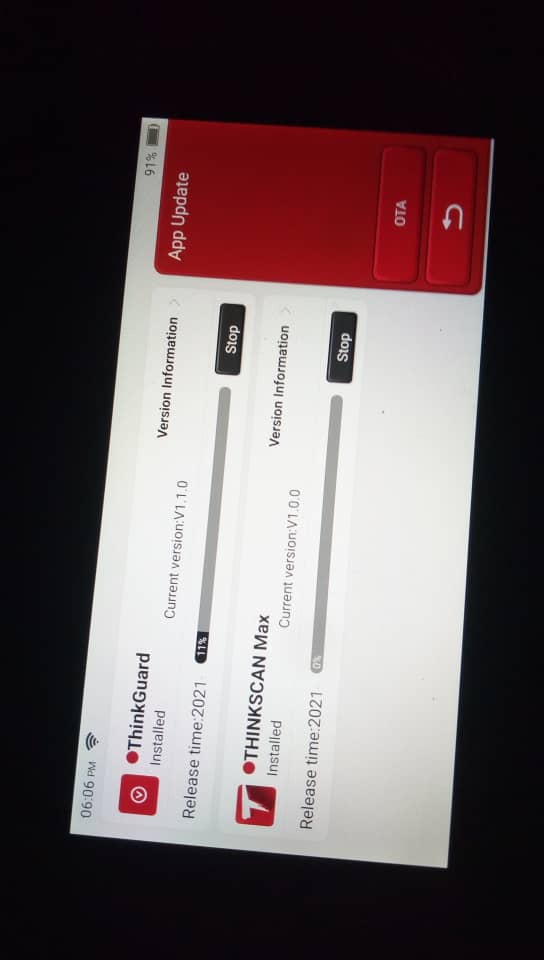 06:06 PM
91%
ThinkGuard
Installed
Current version:V1.1.0
Version Information >
Release time:2021
11%
Stop
THINKSCAN Max
Installed
Current version:V1.0.0
Version Information >
Release time:2021
0%
Stop
App Update
OTA